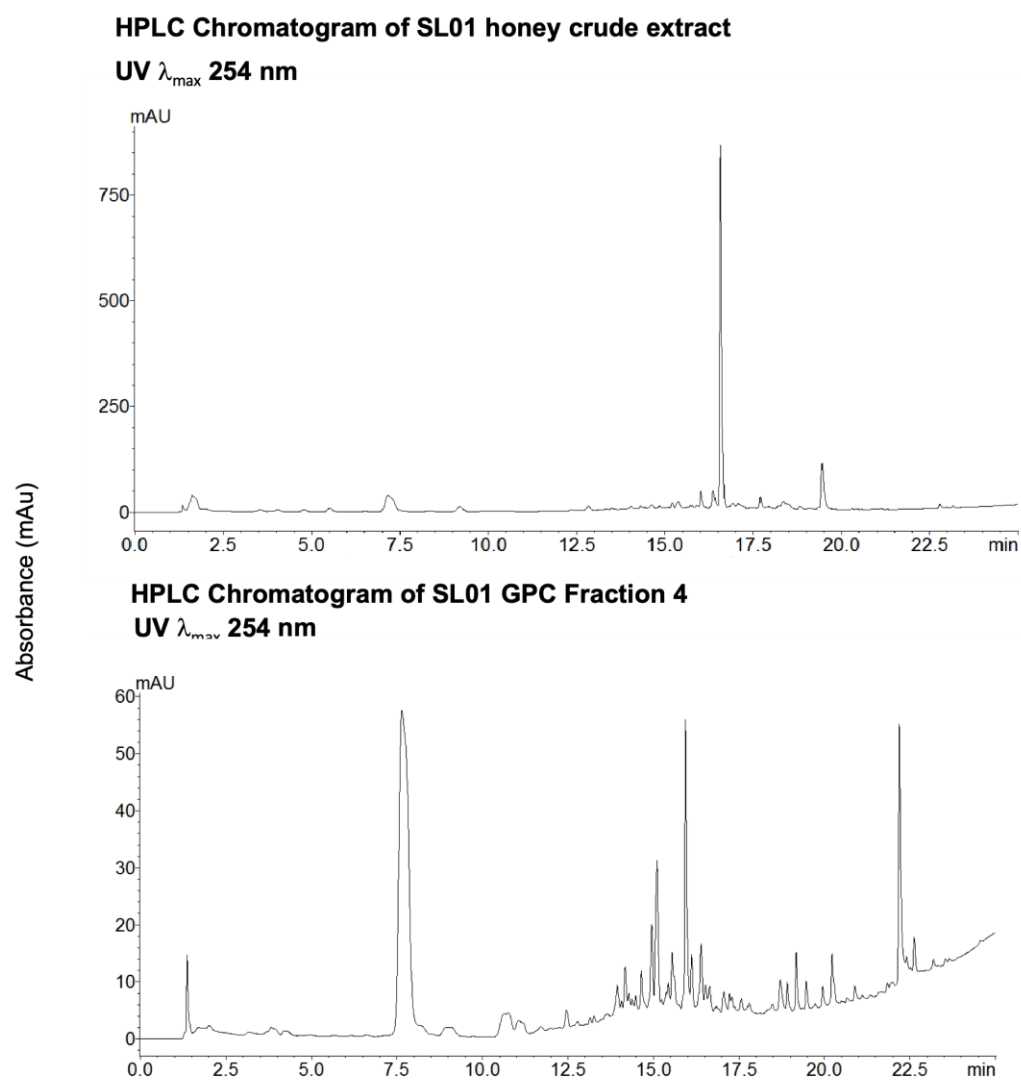 HPLC Chromatogram of SL01 honey crude extract
UV λmax 254 nm
mAU
750
500
250
0
0.0 2.5 5.0 7.5 10.0 12.5 15.0 17.5 20.0 22.5 min
Absorbance (mAu)
HPLC Chromatogram of SL01 GPC Fraction 4
UV λmax 254 nm
mAU
60
50
40
30
20
10
0
0.0 2.5 5.0 7.5 10.0 12.5 15.0 17.5 20.0 22.5 min